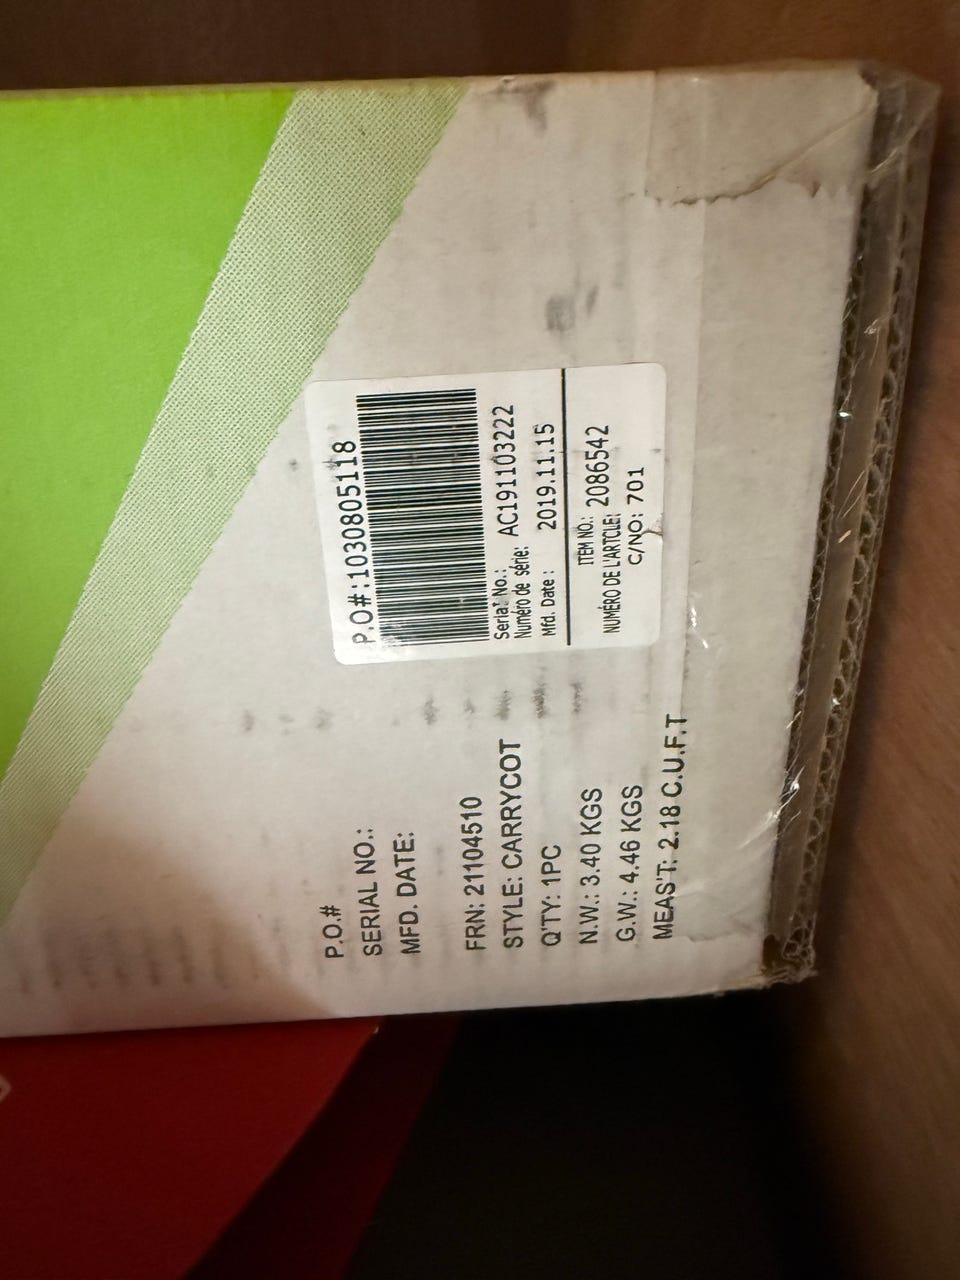 P.O#:1030805118
Serial No.: AC191103222
Numéro de série:
Mfd. Date : 2019.11.15
ITEM NO.: 2086542
NUMÉRO DE L'ARTCLE:
C/NO: 701
P.O.#
SERIAL NO.:
MFD. DATE:
FRN: 21104510
STYLE: CARRYCOT
Q'TY: 1PC
N.W.: 3.40 KGS
G.W.: 4.46 KGS
MEAS'T: 2.18 C.U.F.T